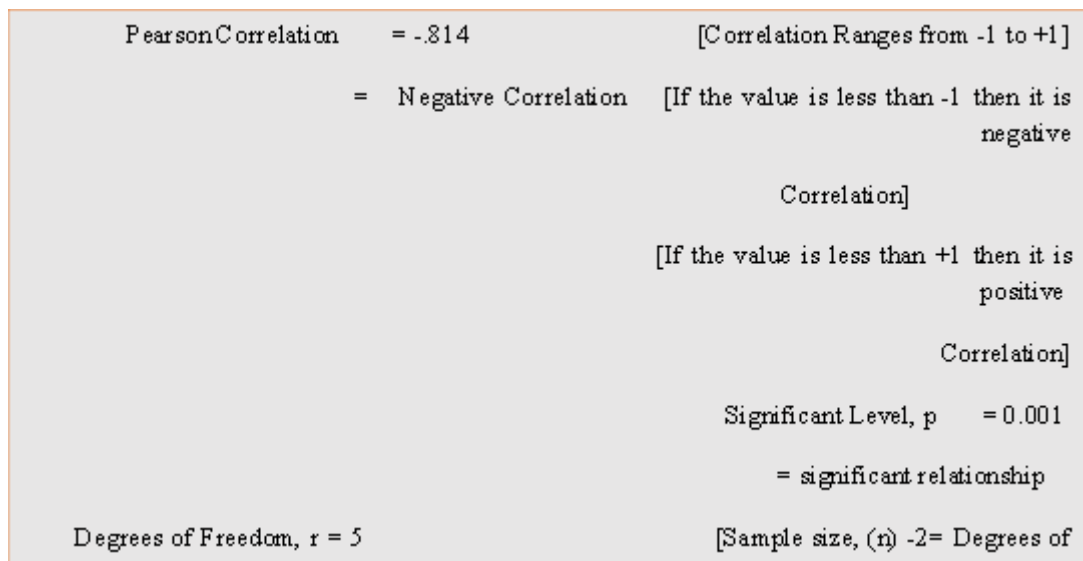 Pearson Correlation = -.814 [Correlation Ranges from -1 to +1]
= Negative Correlation [If the value is less than -1 then it is
negative
Correlation]
[If the value is less than +1 then it is
positive
Correlation]
Significant Level, p = 0.001
= significant relationship
Degrees of Freedom, r = 5 [Sample size, (n) -2= Degrees of